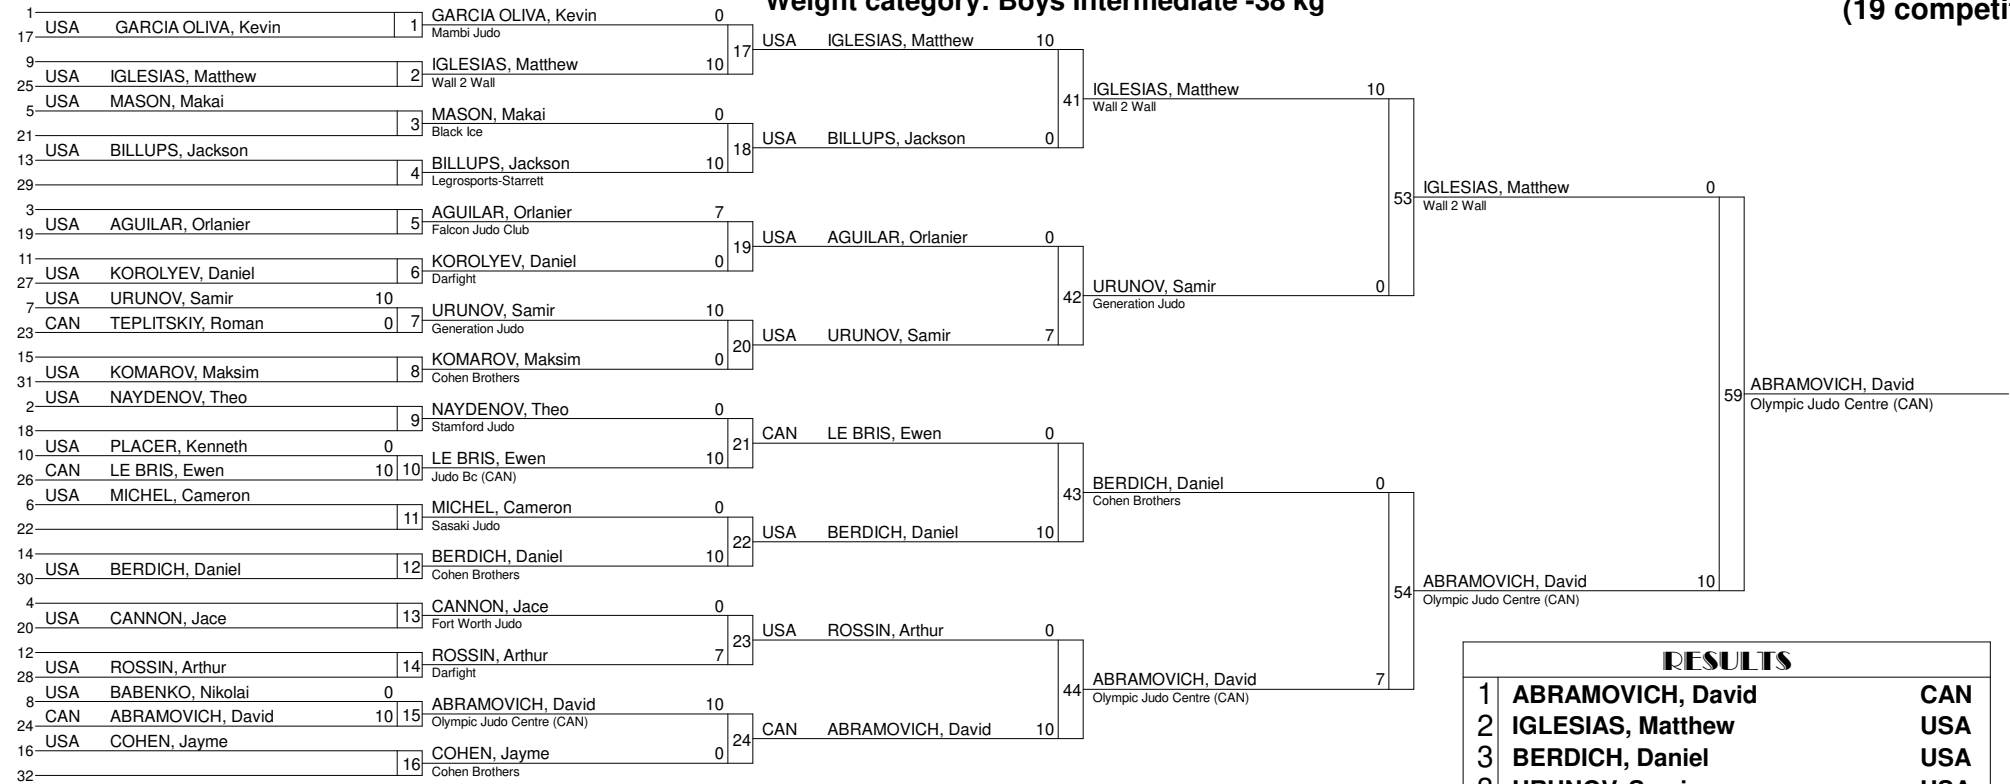 Weight category: Boys Intermediate -38 kg
(19 competi
1
17 USA GARCIA OLIVA, Kevin 1
9
25 USA IGLESIAS, Matthew 2
5 USA MASON, Makai
21 3
13 USA BILLUPS, Jackson
29 4
3
19 USA AGUILAR, Orlanier 5
11
27 USA KOROLYEV, Daniel 6
7 USA URUNOV, Samir 10
23 CAN TEPLITSKIY, Roman 0 7
15
31 USA KOMAROV, Maksim 8
2 USA NAYDENOV, Theo
18 9
10 USA PLACER, Kenneth 0
26 CAN LE BRIS, Ewen 10 10
6 USA MICHEL, Cameron
22 11
14
30 USA BERDICH, Daniel 12
4
20 USA CANNON, Jace 13
12
28 USA ROSSIN, Arthur 14
8 USA BABENKO, Nikolai 0
24 CAN ABRAMOVICH, David 10 15
16 USA COHEN, Jayme
32 16
GARCIA OLIVA, Kevin 0
Mambi Judo
17
IGLESIAS, Matthew 10
Wall 2 Wall
MASON, Makai 0
Black Ice
18
BILLUPS, Jackson 10
Legrosports-Starrett
AGUILAR, Orlanier 7
Falcon Judo Club
19
KOROLYEV, Daniel 0
Darfight
URUNOV, Samir 10
Generation Judo
20
KOMAROV, Maksim 0
Cohen Brothers
NAYDENOV, Theo 0
Stamford Judo
21
LE BRIS, Ewen 10
Judo Bc (CAN)
MICHEL, Cameron 0
Sasaki Judo
22
BERDICH, Daniel 10
Cohen Brothers
CANNON, Jace 0
Fort Worth Judo
23
ROSSIN, Arthur 7
Darfight
ABRAMOVICH, David 10
Olympic Judo Centre (CAN)
24
COHEN, Jayme 0
Cohen Brothers
USA IGLESIAS, Matthew 10
41
USA BILLUPS, Jackson 0
USA AGUILAR, Orlanier 0
42
USA URUNOV, Samir 7
CAN LE BRIS, Ewen 0
43
USA BERDICH, Daniel 10
USA ROSSIN, Arthur 0
44
CAN ABRAMOVICH, David 10
IGLESIAS, Matthew 10
Wall 2 Wall
53
URUNOV, Samir 0
Generation Judo
BERDICH, Daniel 0
Cohen Brothers
54
ABRAMOVICH, David 7
Olympic Judo Centre (CAN)
IGLESIAS, Matthew 0
Wall 2 Wall
59
ABRAMOVICH, David 10
Olympic Judo Centre (CAN)
ABRAMOVICH, David
Olympic Judo Centre (CAN)
RESULTS
1 ABRAMOVICH, David CAN
2 IGLESIAS, Matthew USA
3 BERDICH, Daniel USA
3 URUNOV, Samir USA